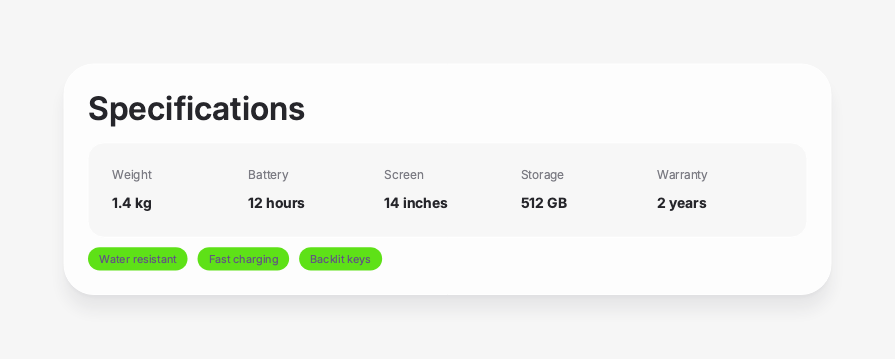 Specifications
Weight Battery Screen Storage Warranty
1.4 kg 12 hours 14 inches 512 GB 2 years
Water resistant Fast charging Backlit keys